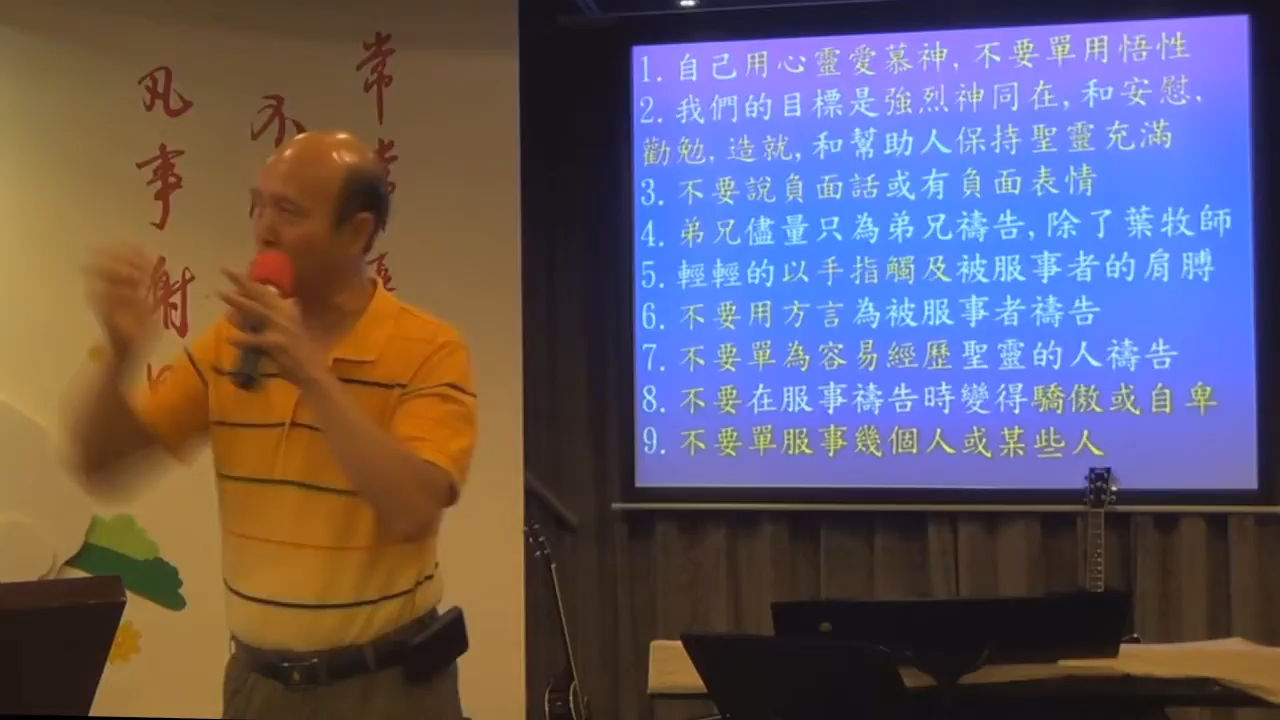 常常
不
凡事謝
1. 自己用心靈愛慕神, 不要單用悟性
2. 我們的目標是強烈神同在, 和安慰,
勸勉, 造就, 和幫助人保持聖靈充滿
3. 不要說負面話或有負面表情
4. 弟兄儘量只為弟兄禱告, 除了葉牧師
5. 輕輕的以手指觸及被服事者的肩膊
6. 不要用方言為被服事者禱告
7. 不要單為容易經歷聖靈的人禱告
8. 不要在服事禱告時變得驕傲或自卑
9. 不要單服事幾個人或某些人